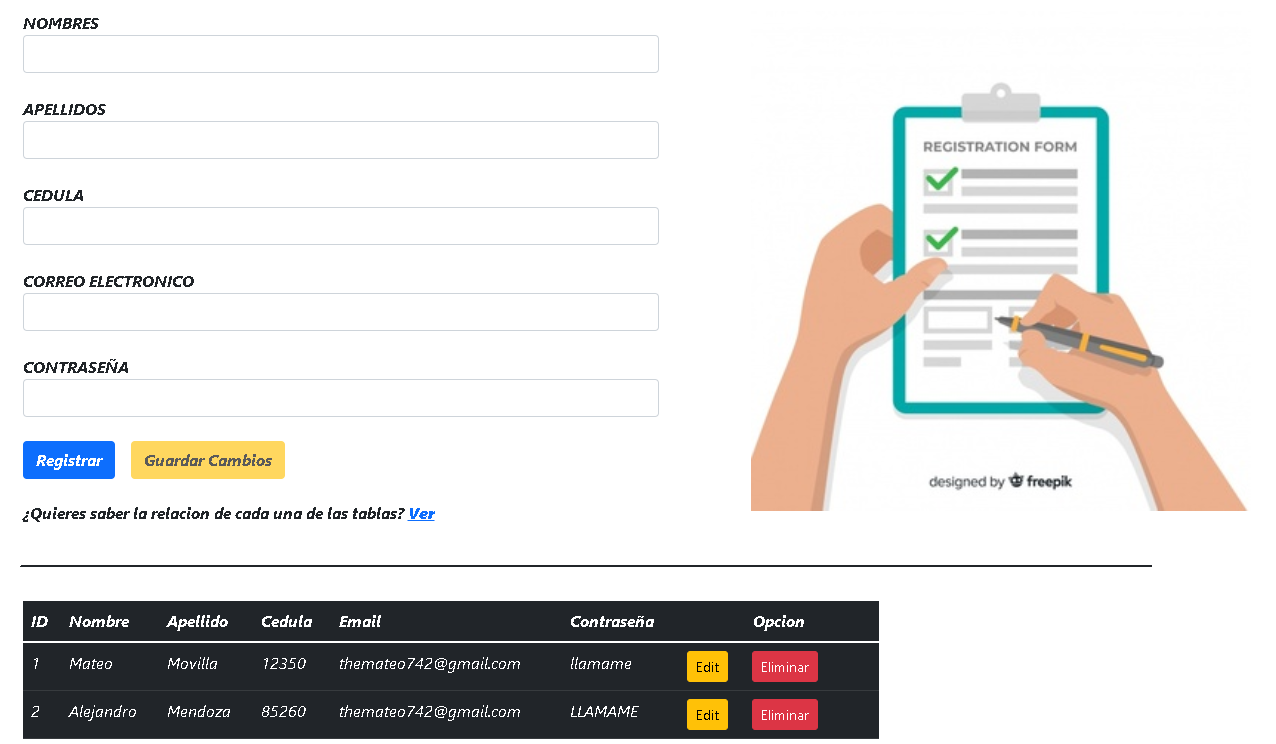 NOMBRES
APELLIDOS
CEDULA
CORREO ELECTRONICO
CONTRASEÑA
Registrar Guardar Cambios
¿Quieres saber la relacion de cada una de las tablas? Ver
REGISTRATION FORM
designed by freepik
ID Nombre Apellido Cedula Email Contraseña Opcion
1 Mateo Movilla 12350 themateo742@gmail.com llamame Edit Eliminar
2 Alejandro Mendoza 85260 themateo742@gmail.com LLAMAME Edit Eliminar